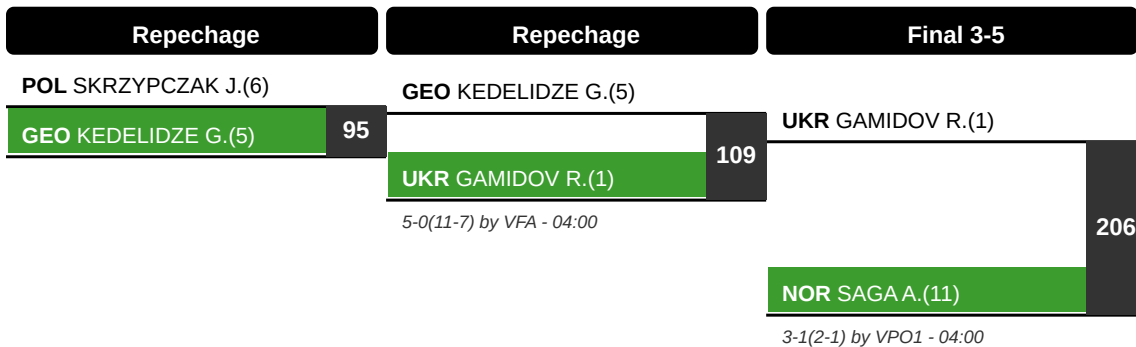 Repechage
POL SKRZYPCZAK J.(6)
GEO KEDELIDZE G.(5)
95
Repechage
GEO KEDELIDZE G.(5)
109
UKR GAMIDOV R.(1)
5-0(11-7) by VFA - 04:00
Final 3-5
UKR GAMIDOV R.(1)
206
NOR SAGA A.(11)
3-1(2-1) by VPO1 - 04:00